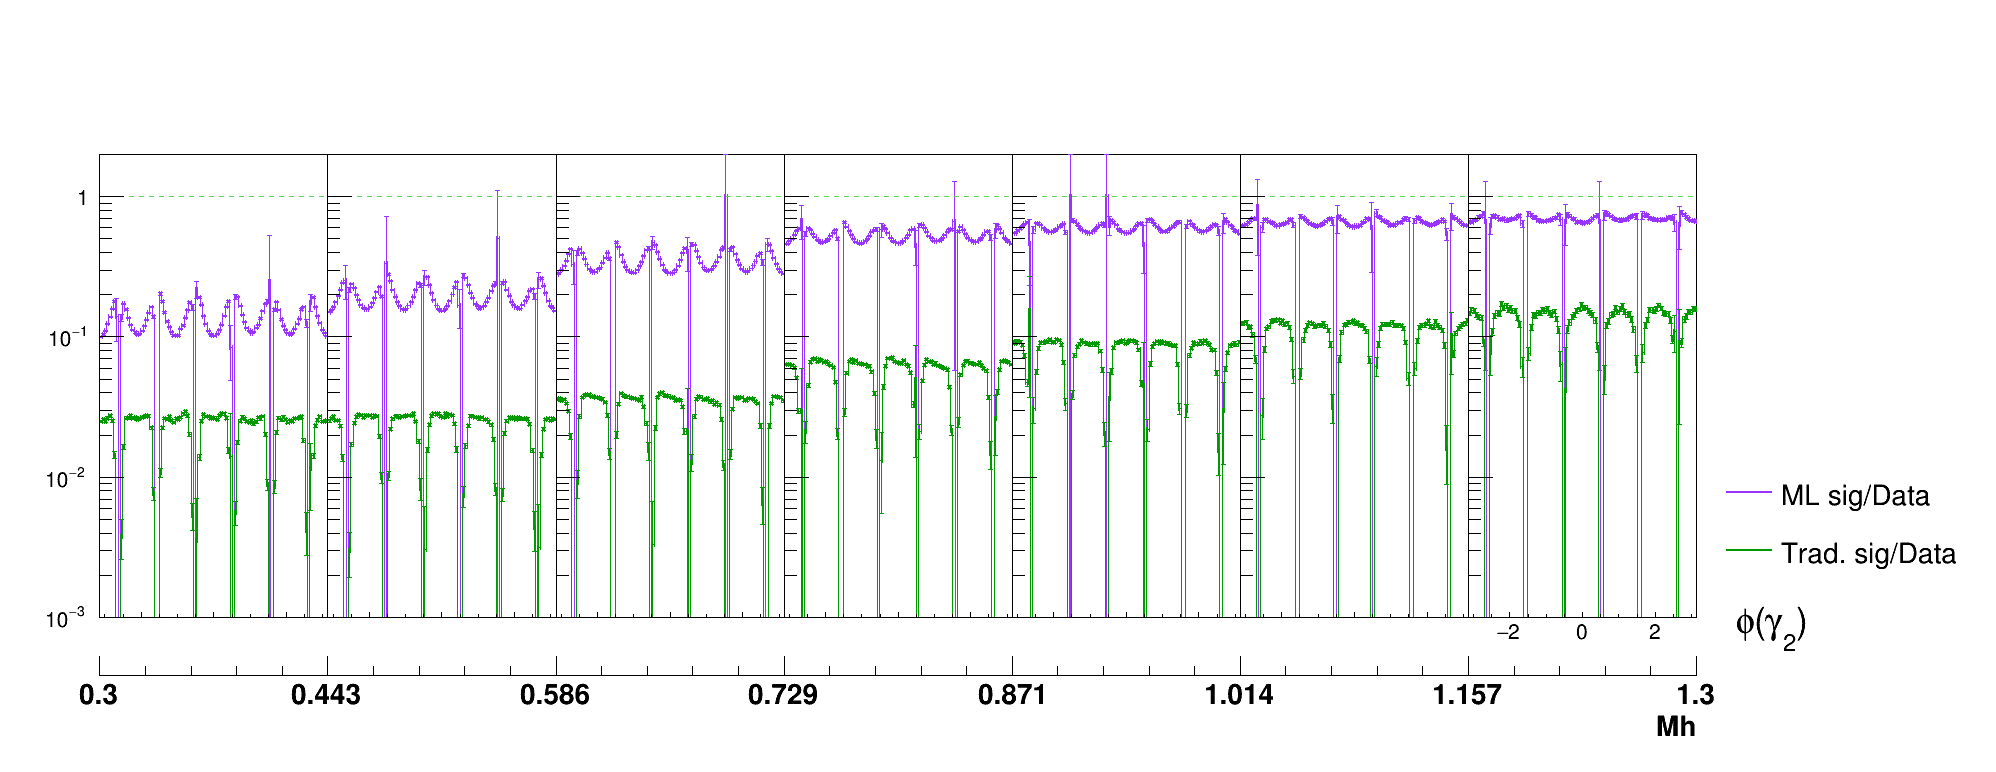 1
10⁻¹
10⁻²
10⁻³
ML sig/Data
Trad. sig/Data
−2 0 2
ϕ(γ₂)
0.3 0.443 0.586 0.729 0.871 1.014 1.157 1.3
Mh